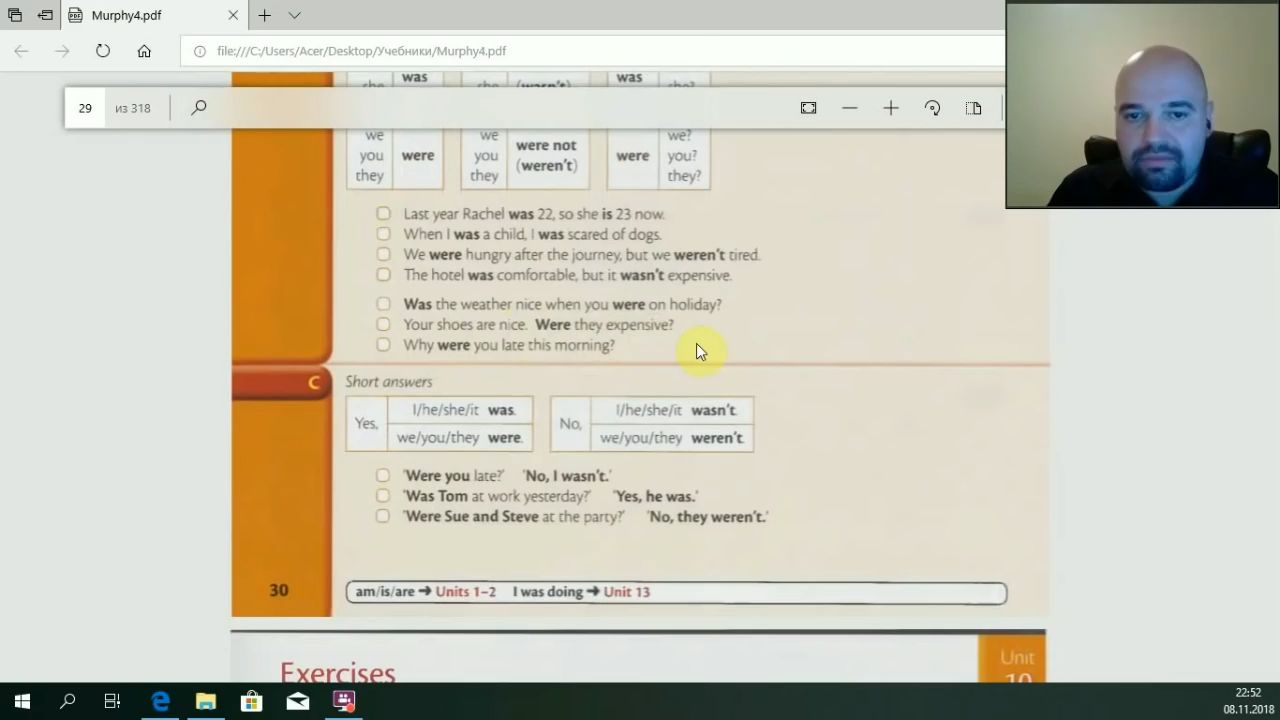 Murphy4.pdf
file:///C:/Users/Acer/Desktop/Учебники/Murphy4.pdf
she was she (wasn't) was she?
29 из 318
we we we?
you were you were not (weren't) were you?
they they they?
Last year Rachel was 22, so she is 23 now.
When I was a child, I was scared of dogs.
We were hungry after the journey, but we weren't tired.
The hotel was comfortable, but it wasn't expensive.
Was the weather nice when you were on holiday?
Your shoes are nice. Were they expensive?
Why were you late this morning?
C Short answers
Yes, I/he/she/it was. No, I/he/she/it wasn't.
we/you/they were. we/you/they weren't.
'Were you late?' 'No, I wasn't.'
'Was Tom at work yesterday?' 'Yes, he was.'
'Were Sue and Steve at the party?' 'No, they weren't.'
30 am/is/are → Units 1–2 I was doing → Unit 13
Exercises Unit
10
22:52
08.11.2018